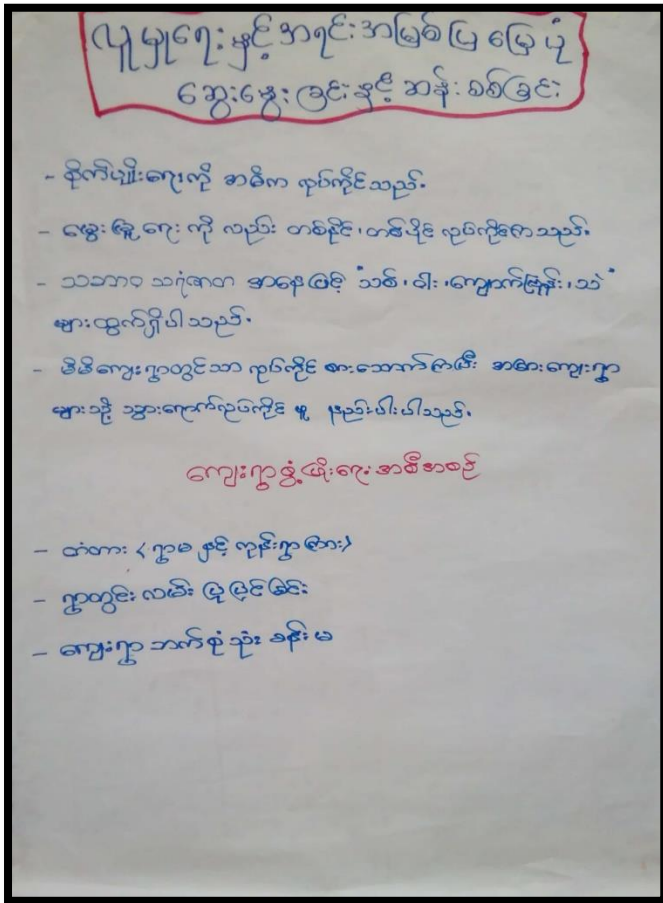 လူမှုရေးနှင့် အရင်းအမြစ်ပြ မြေပုံ
ဆွေးနွေးခြင်းနှင့် ဆန်းစစ်ခြင်း
- စိုက်ပျိုးရေးကို အဓိက လုပ်ကိုင်သည်.
- မွေးမြူရေး ကို လည်း တစ်နိုင်၊ တစ်ပိုင် လုပ်ကိုင်ကြသည်.
- သဘာဝ သယံဇာတ အနေဖြင့် "သစ်၊ ဝါး၊ ကျောက်ဖြုန်း၊ သဲ"
များထွက်ရှိပါသည်.
- မိမိကျေးရွာတွင်သာ လုပ်ကိုင် စားသောက်ကြပြီး အခြားကျေးရွာ
များသို့ သွားရောက်လုပ်ကိုင် မှု နည်းပါးပါသည်.
ကျေးရွာဖွံ့ဖြိုးရေး အစီအစဉ်
- တံတား (ရွာမ နှင့် ကုန်းရွာကြား)
- ရွာတွင်း လမ်း ပြုပြင်ခြင်း
- ကျေးရွာ ဘက်စုံသုံး ခန်းမ